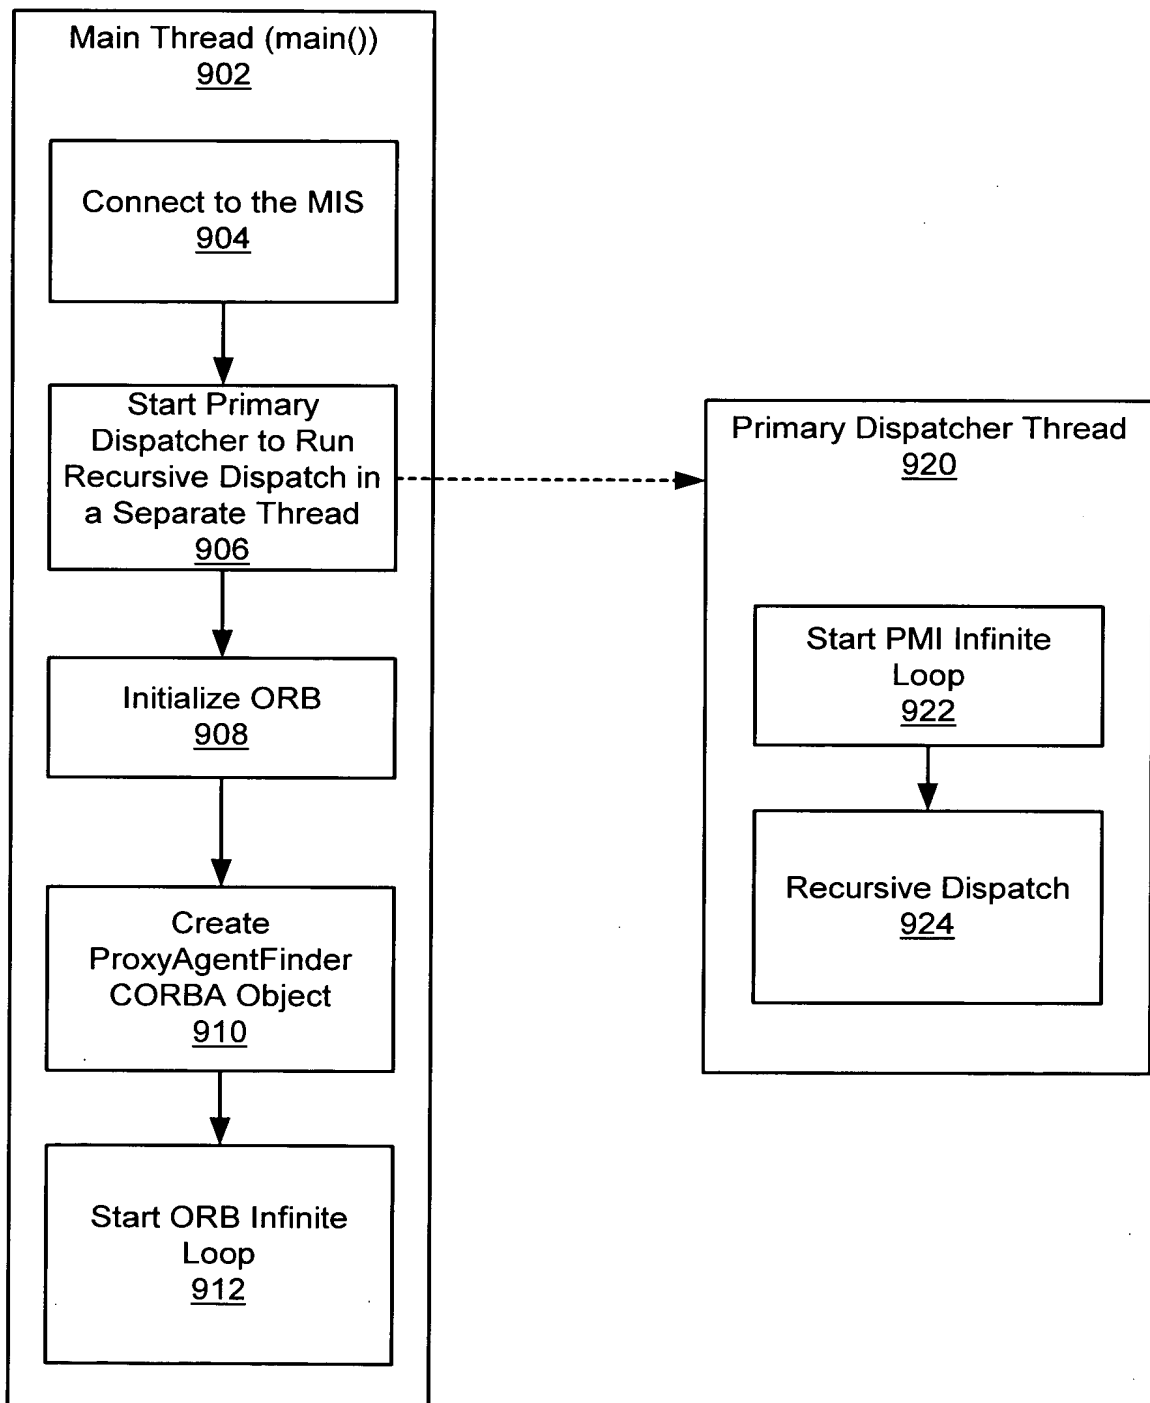 Main Thread (main())
902
Connect to the MIS
904
Start Primary
Dispatcher to Run
Recursive Dispatch in
a Separate Thread
906
Initialize ORB
908
Create
ProxyAgentFinder
CORBA Object
910
Start ORB Infinite
Loop
912
Primary Dispatcher Thread
920
Start PMI Infinite
Loop
922
Recursive Dispatch
924